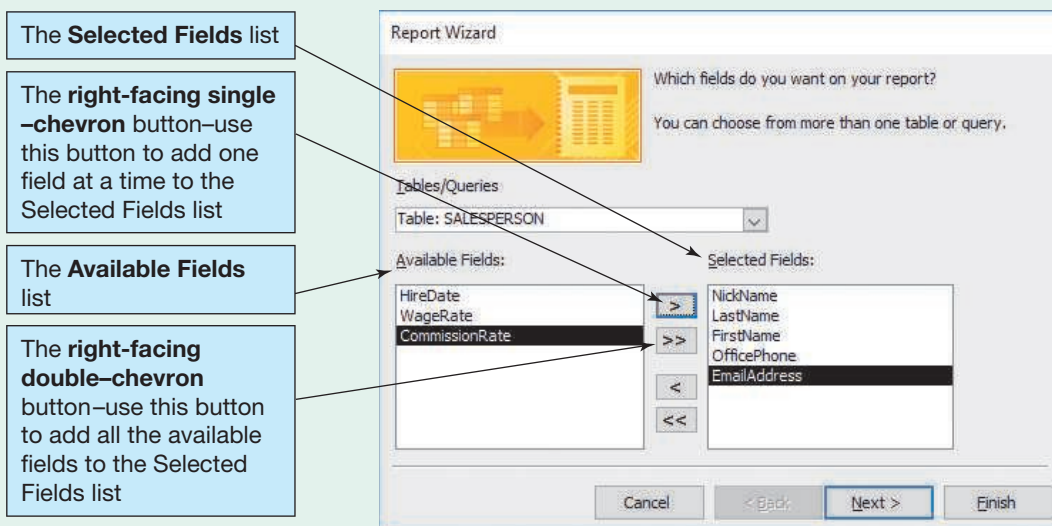 The Selected Fields list
The right-facing single
–chevron button–use
this button to add one
field at a time to the
Selected Fields list
The Available Fields
list
The right-facing
double–chevron
button–use this button
to add all the available
fields to the Selected
Fields list
Report Wizard
Which fields do you want on your report?
You can choose from more than one table or query.
Tables/Queries
Table: SALESPERSON
Available Fields:
HireDate
WageRate
CommissionRate
>
>>
<
<<
Selected Fields:
NickName
LastName
FirstName
OfficePhone
EmailAddress
Cancel
< Back
Next >
Finish